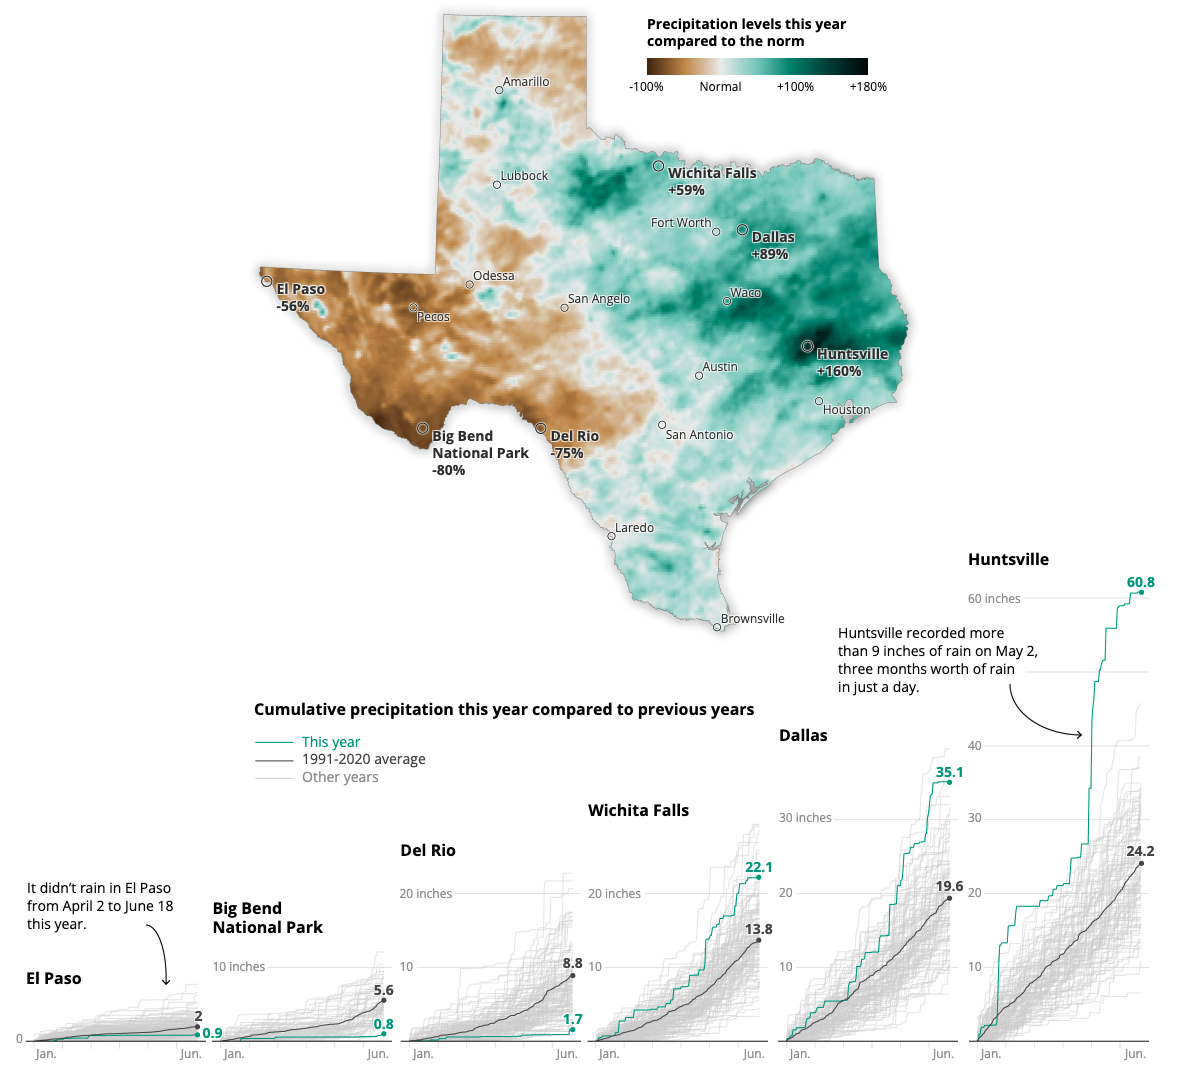 Precipitation levels this year
compared to the norm
-100%
Normal
+100%
+180%
Amarillo
Lubbock
Wichita Falls
+59%
Fort Worth
Dallas
+89%
Odessa
El Paso
-56%
Pecos
San Angelo
Waco
Huntsville
+160%
Austin
Houston
Big Bend
National Park
-80%
Del Rio
-75%
San Antonio
Laredo
Brownsville
Cumulative precipitation this year compared to previous years
This year
1991-2020 average
Other years
It didn’t rain in El Paso
from April 2 to June 18
this year.
El Paso
0
2
0.9
Jan.
Jun.
Big Bend
National Park
10 inches
5.6
0.8
Jan.
Jun.
Del Rio
20 inches
10
8.8
1.7
Jan.
Jun.
Wichita Falls
20 inches
10
22.1
13.8
Jan.
Jun.
Dallas
30 inches
20
10
35.1
19.6
Jan.
Jun.
Huntsville
60 inches
Huntsville recorded more
than 9 inches of rain on May 2,
three months worth of rain
in just a day.
40
30
20
10
60.8
24.2
Jan.
Jun.